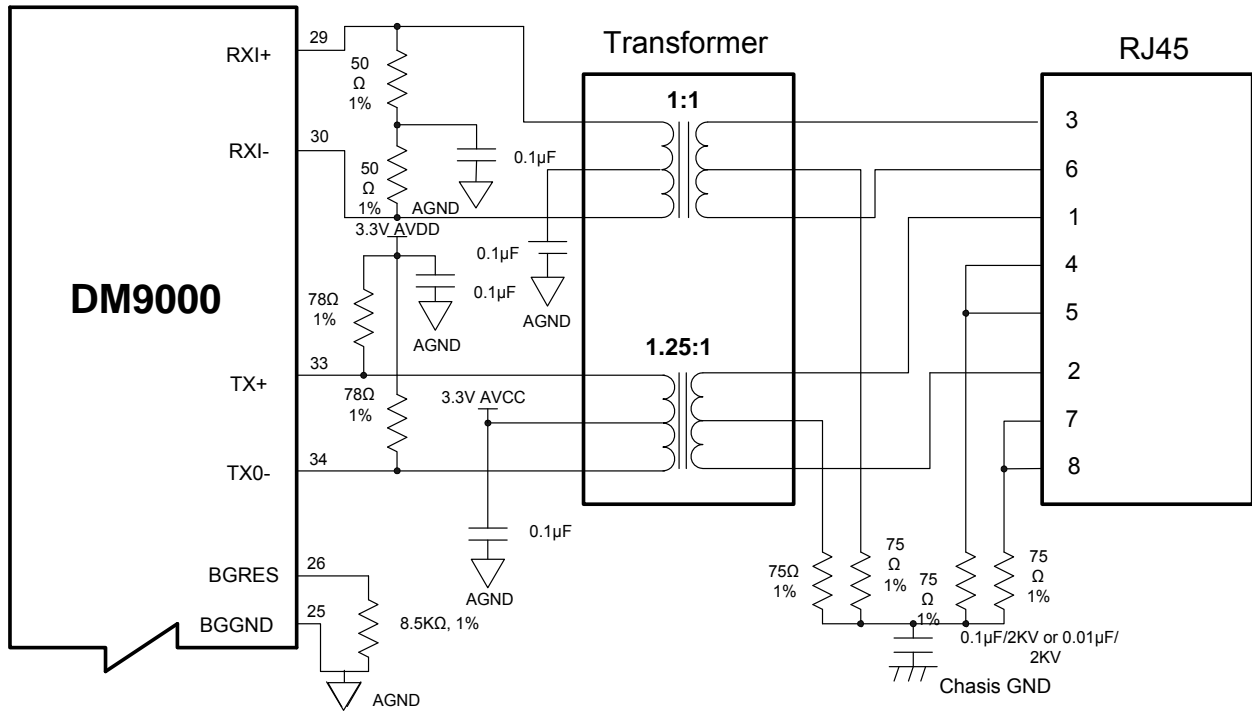 Transformer
RJ45
DM9000
29
RXI+
50
Ω
1%
30
RXI-
50
Ω
1%
0.1µF
AGND
3.3V AVDD
0.1µF
AGND
0.1µF
AGND
78Ω
1%
33
TX+
78Ω
1%
34
TX0-
3.3V AVCC
0.1µF
AGND
26
BGRES
25
BGGND
8.5KΩ, 1%
AGND
1:1
1.25:1
3
6
1
4
5
2
7
8
75Ω
1%
75
Ω
1%
75
Ω
1%
75
Ω
1%
0.1µF/2KV or 0.01µF/
2KV
Chasis GND